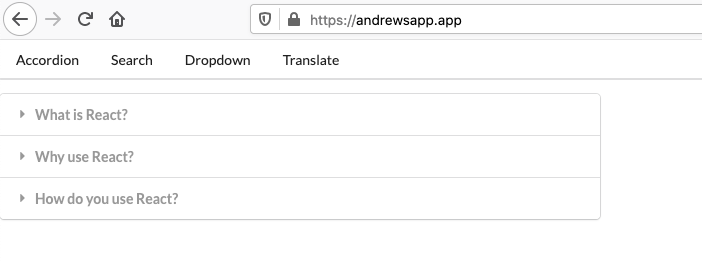 https://andrewsapp.app
Accordion Search Dropdown Translate
What is React?
Why use React?
How do you use React?